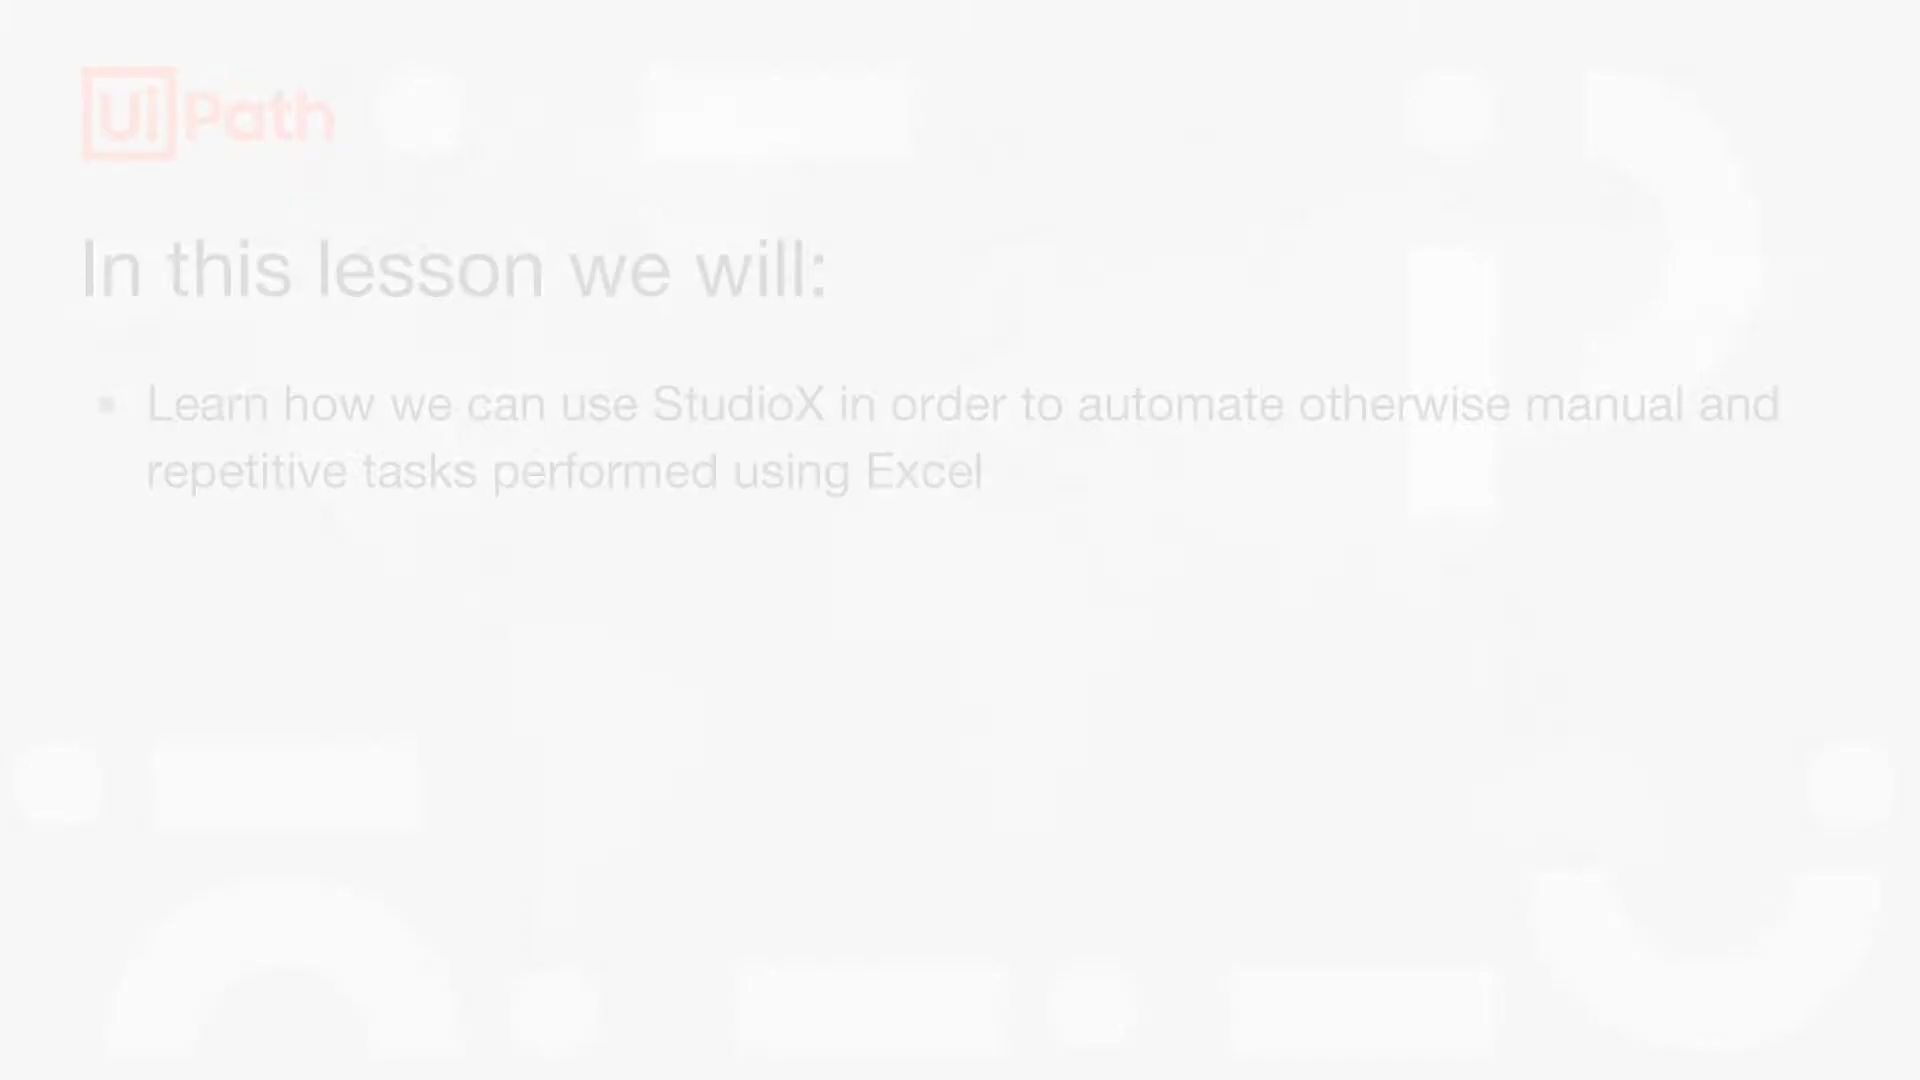 UiPath
In this lesson we will:
▪ Learn how we can use StudioX in order to automate otherwise manual and
repetitive tasks performed using Excel